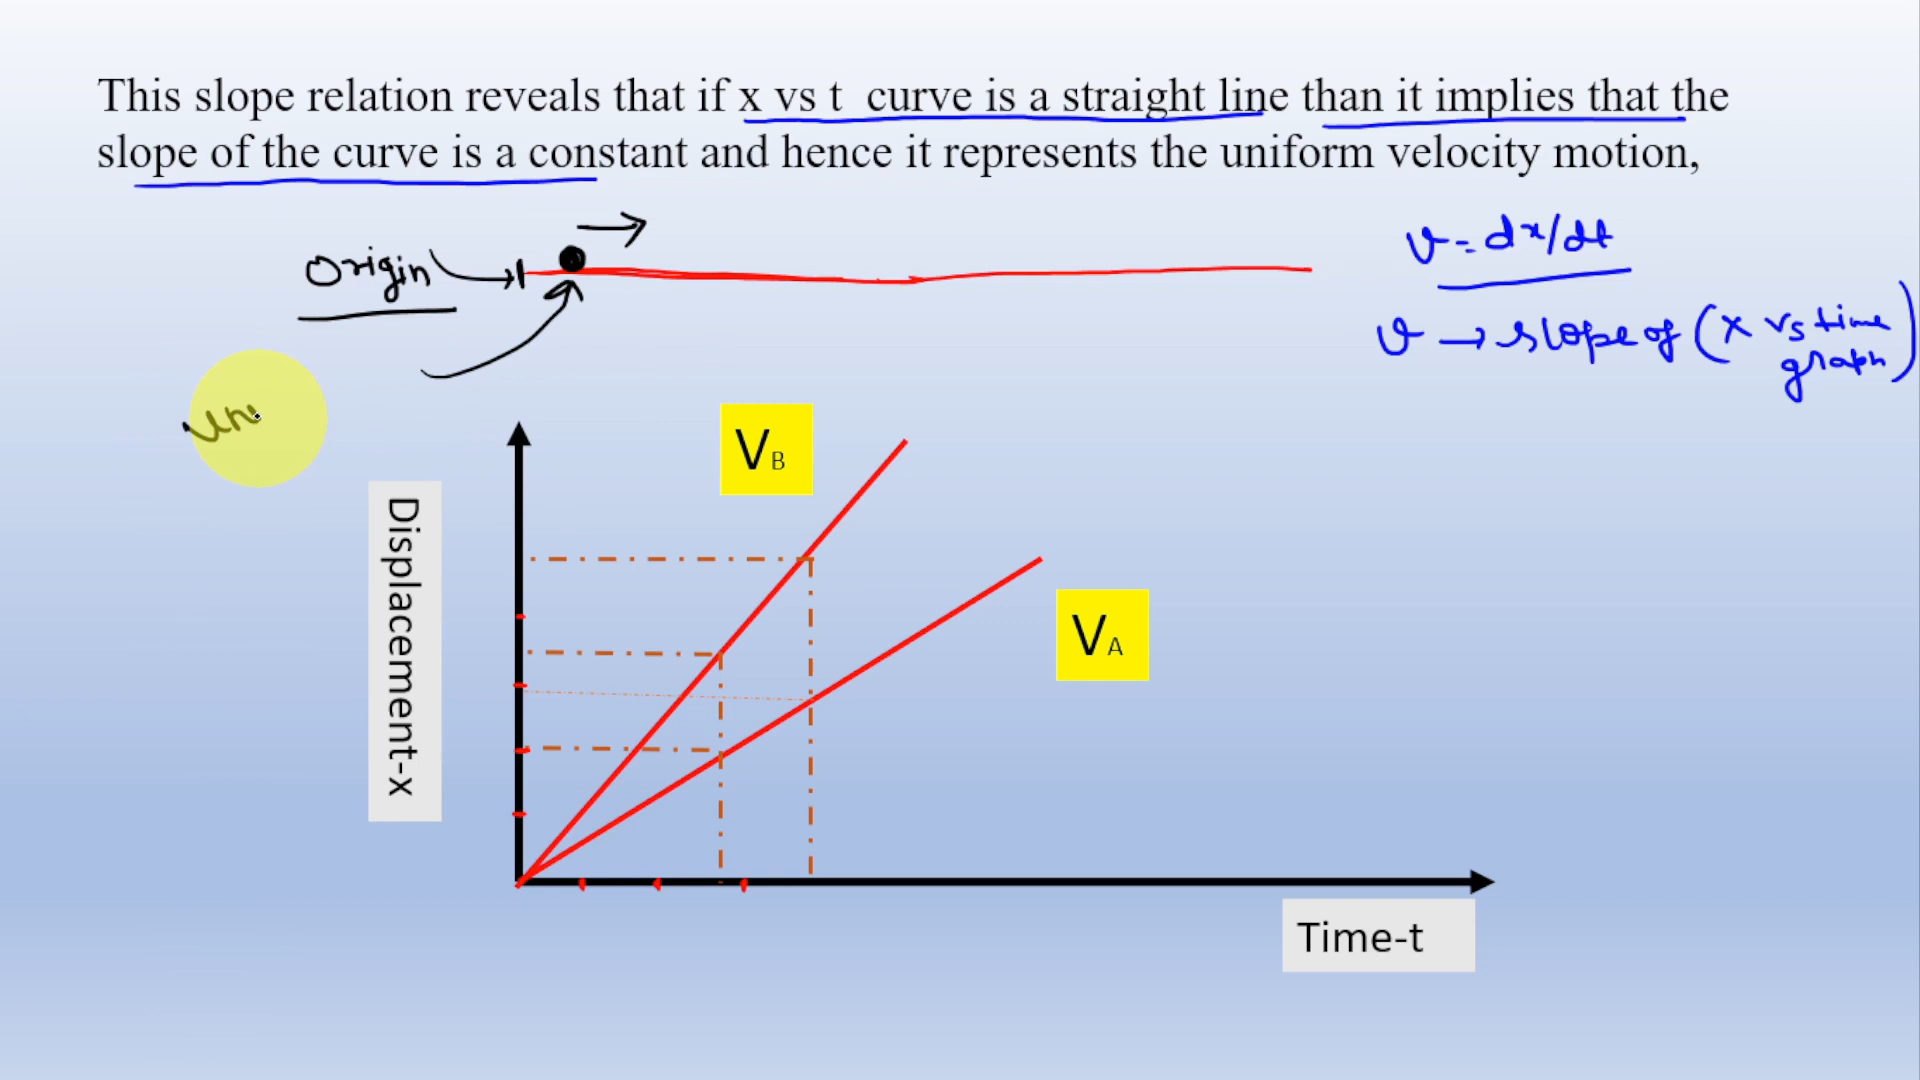 This slope relation reveals that if x vs t curve is a straight line than it implies that the
slope of the curve is a constant and hence it represents the uniform velocity motion,
Origin
v = dx/dt
v → slope of (x vs time
graph)
VB
Displacement-x
VA
Time-t